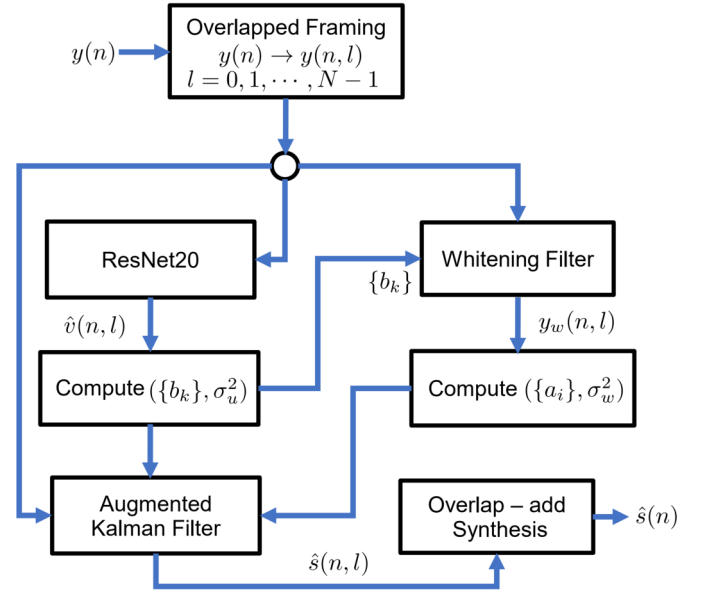 Overlapped Framing
y(n) → y(n, l)
l = 0, 1, ··· , N − 1
y(n)
ResNet20
Whitening Filter
{b_k}
v̂(n, l)
y_w(n, l)
Compute ({b_k}, σ_u^2)
Compute ({a_i}, σ_w^2)
Augmented
Kalman Filter
Overlap – add
Synthesis
ŝ(n)
ŝ(n, l)